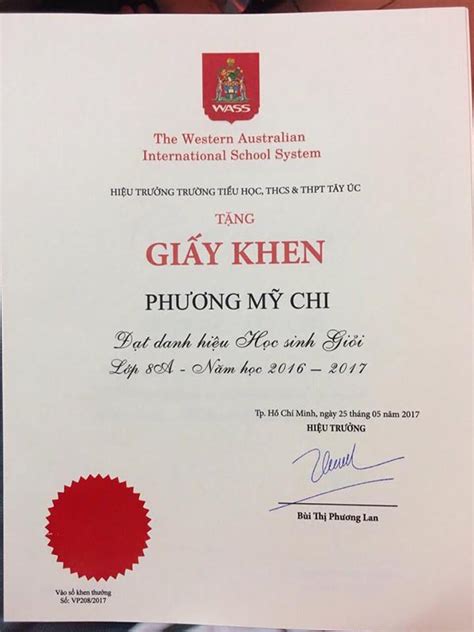 WASS
The Western Australian
International School System
HIỆU TRƯỞNG TRƯỜNG TIỂU HỌC, THCS & THPT TÂY ÚC
TẶNG
GIẤY KHEN
PHƯƠNG MỸ CHI
Đạt danh hiệu Học sinh Giỏi
Lớp 8A - Năm học 2016 – 2017
Tp. Hồ Chí Minh, ngày 25 tháng 05 năm 2017
HIỆU TRƯỞNG
Bùi Thị Phương Lan
Vào sổ khen thưởng
Số: VP208/2017